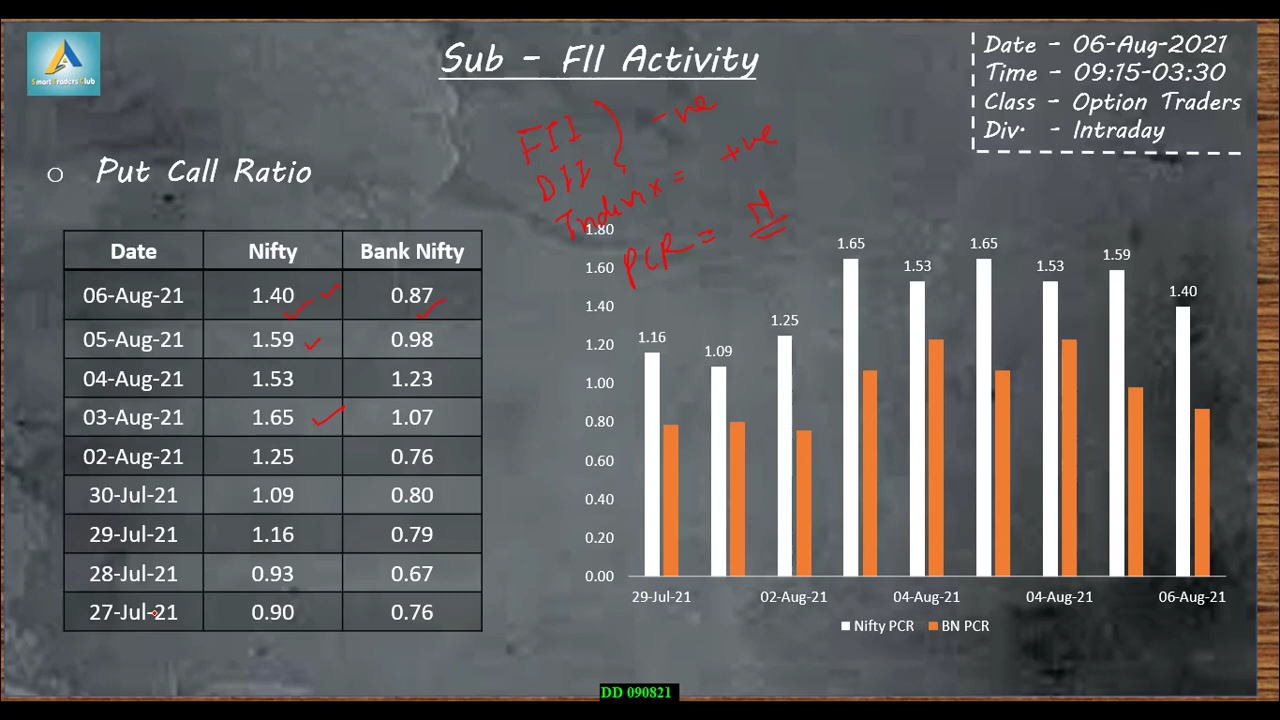 Smart Traders Club
Sub - FII Activity
Date - 06-Aug-2021
Time - 09:15-03:30
Class - Option Traders
Div. - Intraday
FII
DII
-ve
Indevix = +ve
PCR = N
Put Call Ratio
Date Nifty Bank Nifty
06-Aug-21 1.40 0.87
05-Aug-21 1.59 0.98
04-Aug-21 1.53 1.23
03-Aug-21 1.65 1.07
02-Aug-21 1.25 0.76
30-Jul-21 1.09 0.80
29-Jul-21 1.16 0.79
28-Jul-21 0.93 0.67
27-Jul-21 0.90 0.76
1.80
1.60
1.40
1.20
1.00
0.80
0.60
0.40
0.20
0.00
1.16
1.09
1.25
1.65
1.53
1.65
1.53
1.59
1.40
29-Jul-21 02-Aug-21 04-Aug-21 04-Aug-21 06-Aug-21
Nifty PCR BN PCR
DD 090821